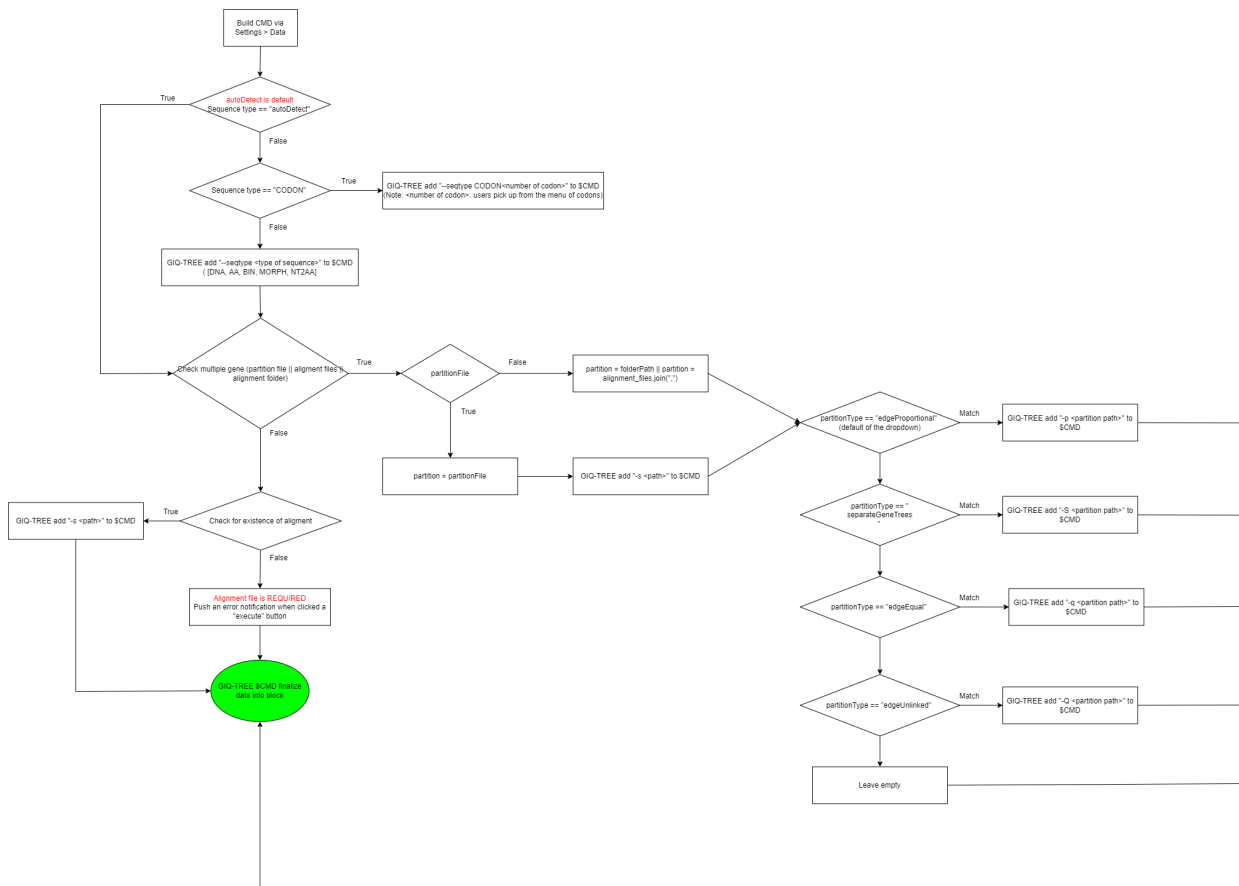 Build CMD via
Settings > Data
autoDetect is default
Sequence type == "autoDetect"
True
False
Sequence type == "CODON"
True
GIQ-TREE add "--seqtype CODON<number of codon>" to $CMD
(Note: <number of codon>: users pick up from the menu of codons)
False
GIQ-TREE add "--seqtype <type of sequence>" to $CMD
( [DNA, AA, BIN, MORPH, NT2AA]
Check multiple gene (partition file || aligment files ||
alignment folder)
True
partitionFile
False
partition = folderPath || partition =
alignment_files.join(",")
True
partition = partitionFile
GIQ-TREE add "-s <path>" to $CMD
partitionType == "edgeProportional"
(default of the dropdown)
Match
GIQ-TREE add "-p <partition path>" to
$CMD
False
partitionType == "
separateGeneTrees
"
Match
GIQ-TREE add "-S <partition path>" to
$CMD
Check for existence of aligment
True
GIQ-TREE add "-s <path>" to $CMD
False
partitionType == "edgeEqual"
Match
GIQ-TREE add "-q <partition path>" to
$CMD
Alignment file is REQUIRED
Push an error notification when clicked a
"execute" button
GIQ-TREE $CMD finalize
data info block
partitionType == "edgeUnlinked"
Match
GIQ-TREE add "-Q <partition path>" to
$CMD
Leave empty